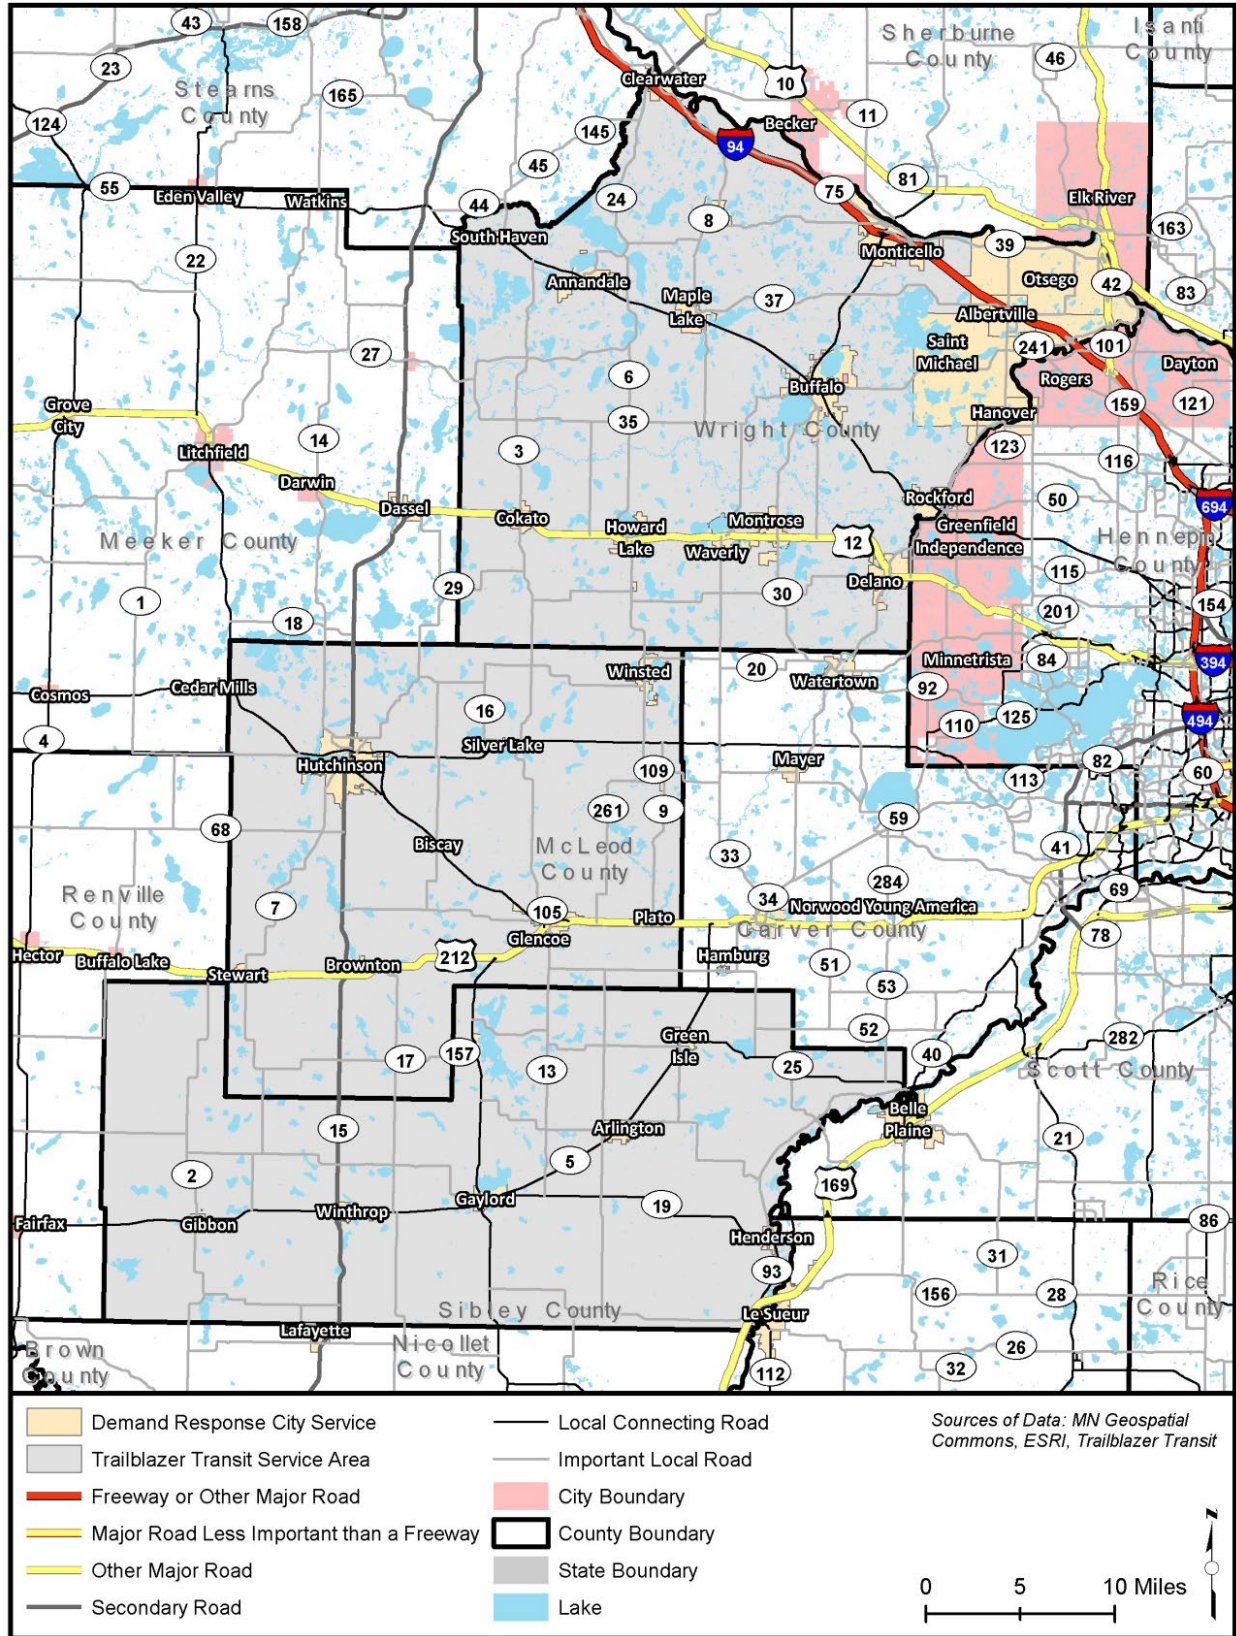 43
158
Sherburne
County
Isanti
County
46
23
Clearwater
10
Stearns
County
165
11
124
145
Becker
94
45
81
55
Eden Valley
Watkins
44
24
8
75
Elk River
South Haven
163
39
Monticello
22
Annandale
Otsego
42
83
Maple
Lake
37
Albertville
27
Saint
Michael
241
101
Rogers
Dayton
6
Buffalo
Grove
City
35
Hanover
159
121
14
Wright County
3
123
116
Litchfield
Darwin
Dassel
Rockford
50
694
Cokato
Howard
Lake
Montrose
Waverly
12
Greenfield
Independence
Hennepin
County
Meeker County
Delano
115
29
30
1
154
201
18
394
Winsted
20
Minnetrista
84
Watertown
Cosmos
Cedar Mills
92
16
110
125
494
4
Silver Lake
Hutchinson
109
Mayer
82
60
113
261
9
68
59
Biscay
McLeod
County
33
41
284
Renville
County
7
34
69
105
Plato
Norwood Young America
Hector
Glencoe
Carver County
78
Buffalo Lake
Stewart
Brownton
212
Hamburg
51
53
52
Green
Isle
282
17
157
13
25
40
Scott County
Belle
Plaine
15
Arlington
21
5
2
169
Gaylord
19
Fairfax
Gibbon
Winthrop
86
Henderson
31
93
156
28
Rice
County
Sibley County
Le Sueur
Lafayette
Nicollet
County
Brown
County
26
32
112
Demand Response City Service
Trailblazer Transit Service Area
Freeway or Other Major Road
Major Road Less Important than a Freeway
Other Major Road
Secondary Road
Local Connecting Road
Important Local Road
City Boundary
County Boundary
State Boundary
Lake
Sources of Data: MN Geospatial
Commons, ESRI, Trailblazer Transit
N
0 5 10 Miles